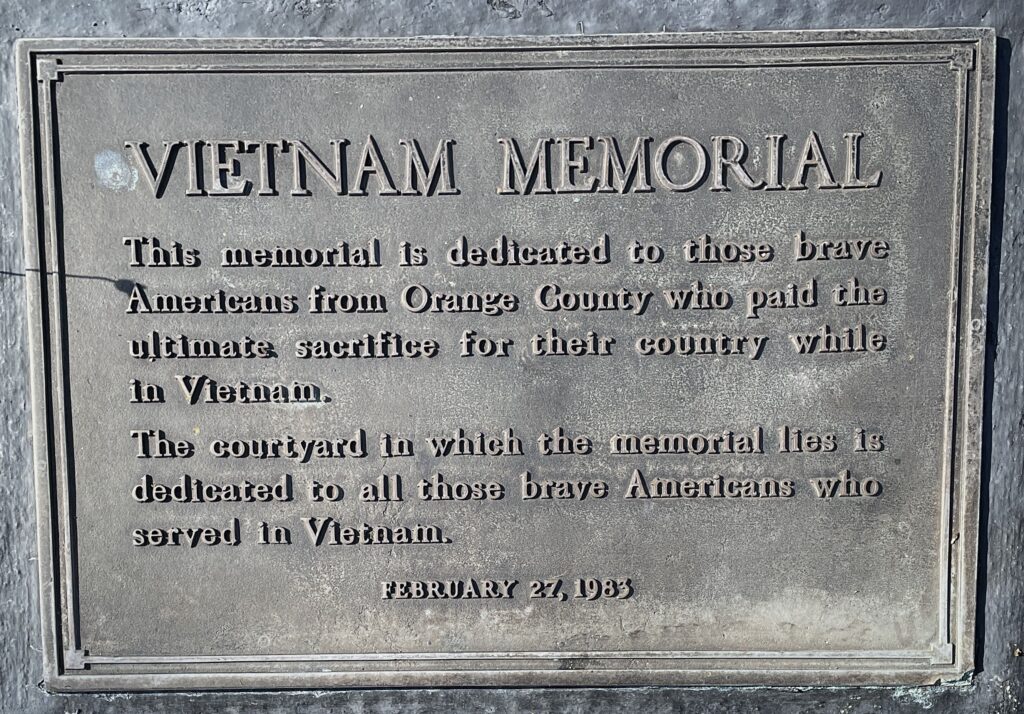 VIETNAM MEMORIAL
This memorial is dedicated to those brave
Americans from Orange County who paid the
ultimate sacrifice for their country while
in Vietnam.
The courtyard in which the memorial lies is
dedicated to all those brave Americans who
served in Vietnam.
FEBRUARY 27, 1983